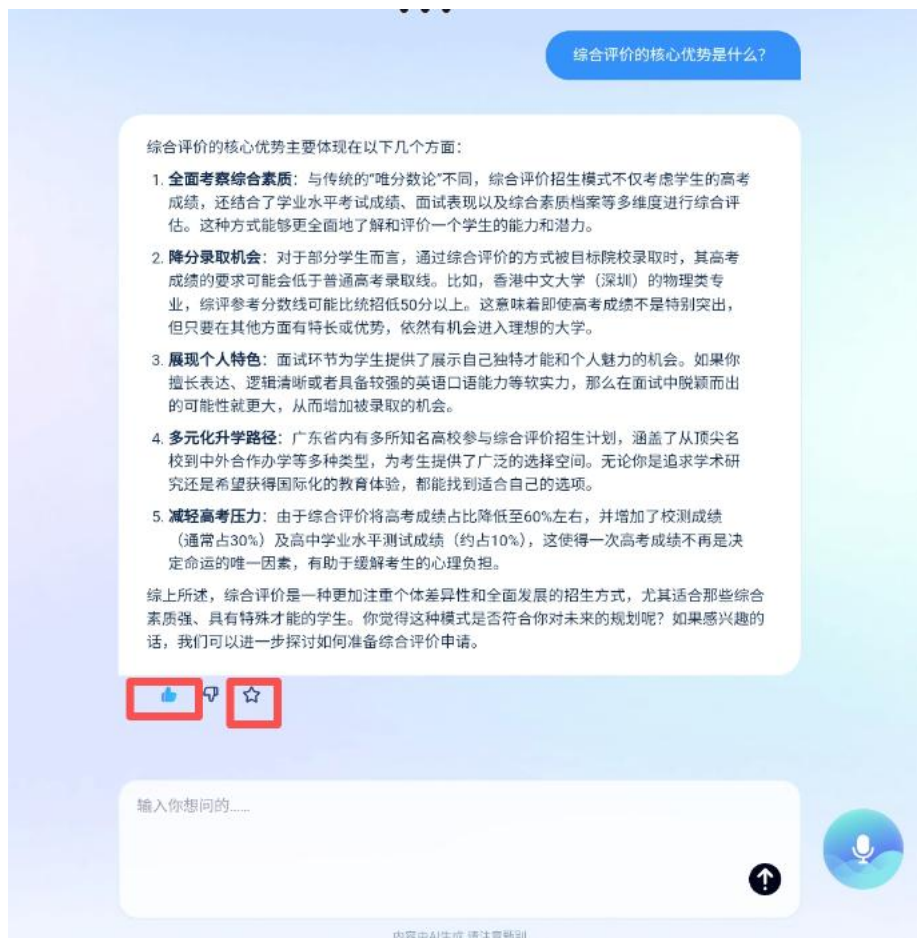 综合评价的核心优势是什么？
综合评价的核心优势主要体现在以下几个方面：
1. 全面考察综合素质：与传统的“唯分数论”不同，综合评价招生模式不仅考虑学生的高考
成绩，还结合了学业水平考试成绩、面试表现以及综合素质档案等多维度进行综合评
估。这种方式能够更全面地了解和评价一个学生的能力和潜力。
2. 降分录取机会：对于部分学生而言，通过综合评价的方式被目标院校录取时，其高考
成绩的要求可能会低于普通高考录取线。比如，香港中文大学（深圳）的物理类专
业，综评参考分数线可能比统招低50分以上。这意味着即使高考成绩不是特别突出，
但只要在其他方面有特长或优势，依然有机会进入理想的大学。
3. 展现个人特色：面试环节为学生提供了展示自己独特才能和个人魅力的机会。如果你
擅长表达、逻辑清晰或者具备较强的英语口语能力等软实力，那么在面试中脱颖而出
的可能性就更大，从而增加被录取的机会。
4. 多元化升学路径：广东省内有多所知名高校参与综合评价招生计划，涵盖了从顶尖名
校到中外合作办学等多种类型，为考生提供了广泛的选择空间。无论你是追求学术研
究还是希望获得国际化的教育体验，都能找到适合自己的选项。
5. 减轻高考压力：由于综合评价将高考成绩占比降低至60%左右，并增加了校测成绩
（通常占30%）及高中学业水平测试成绩（约占10%），这使得一次高考成绩不再是决
定命运的唯一因素，有助于缓解考生的心理负担。
综上所述，综合评价是一种更加注重个体差异性和全面发展的招生方式，尤其适合那些综合
素质强、具有特殊才能的学生。你觉得这种模式是否符合你对未来的规划呢？如果感兴趣的
话，我们可以进一步探讨如何准备综合评价申请。
输入你想问的......
内容由AI生成 请注意甄别